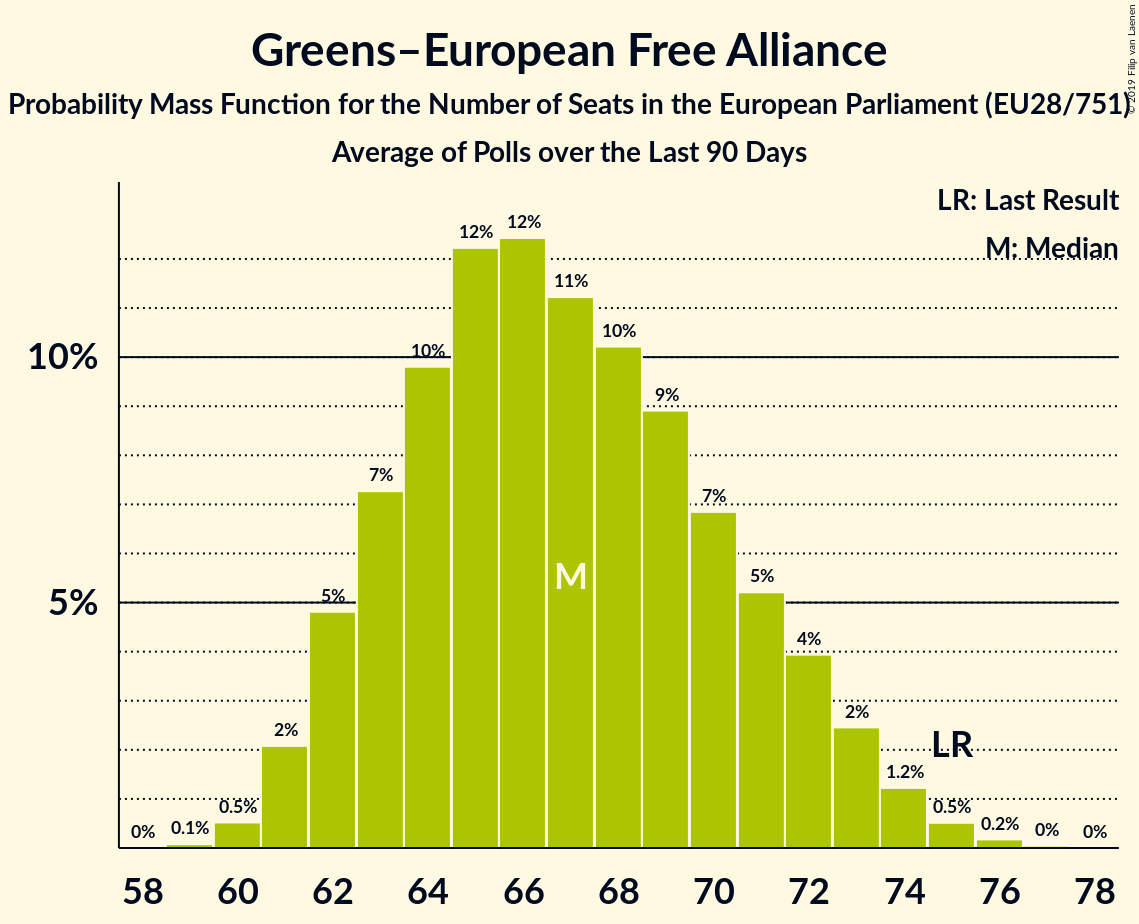 Greens–European Free Alliance
Probability Mass Function for the Number of Seats in the European Parliament (EU28/751)
Average of Polls over the Last 90 Days
© 2019 Filip van Laenen
LR: Last Result
M: Median
10%
5%
0%
0.1%
0.5%
2%
5%
7%
10%
12%
12%
11%
10%
9%
7%
5%
4%
2%
1.2%
0.5%
0.2%
0%
0%
M
LR
58 60 62 64 66 68 70 72 74 76 78